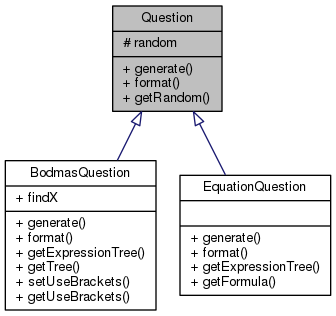 Question
# random
+ generate()
+ format()
+ getRandom()
BodmasQuestion
+ findX
+ generate()
+ format()
+ getExpressionTree()
+ getTree()
+ setUseBrackets()
+ getUseBrackets()
EquationQuestion
+ generate()
+ format()
+ getExpressionTree()
+ getFormula()